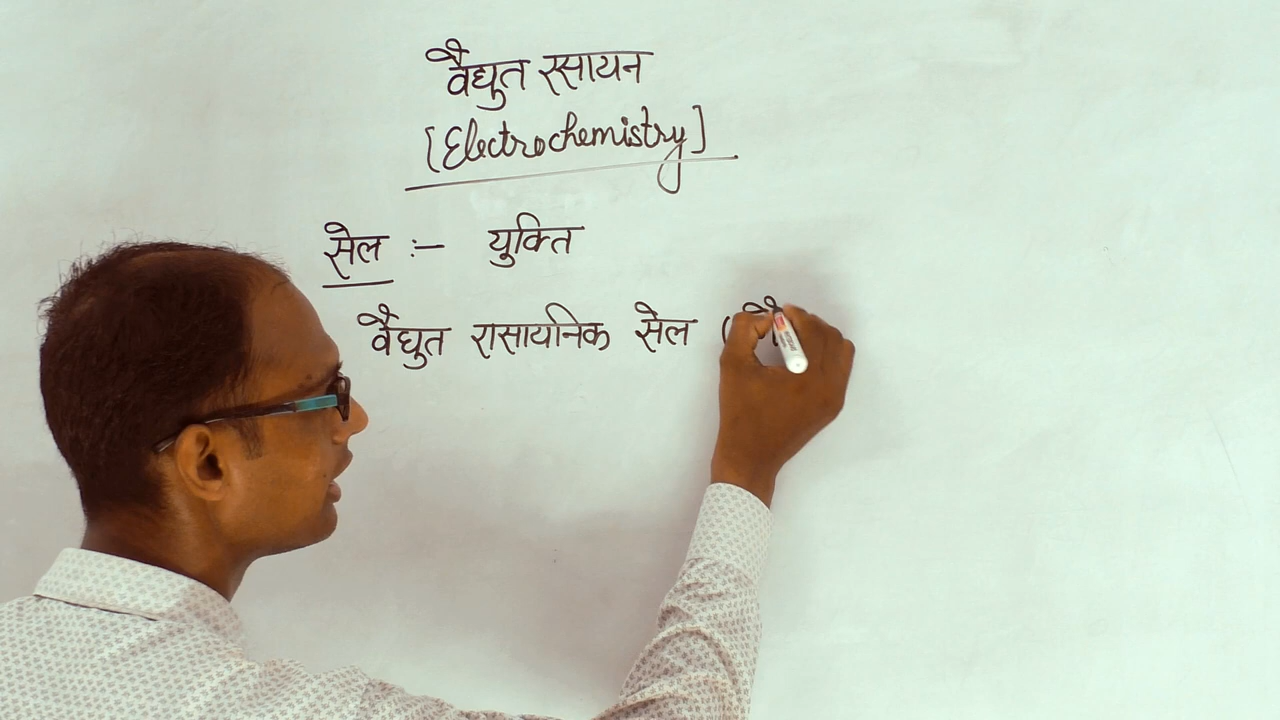 वैद्युत रसायन
[Electrochemistry]
सेल :- युक्ति
वैद्युत रासायनिक सेल (